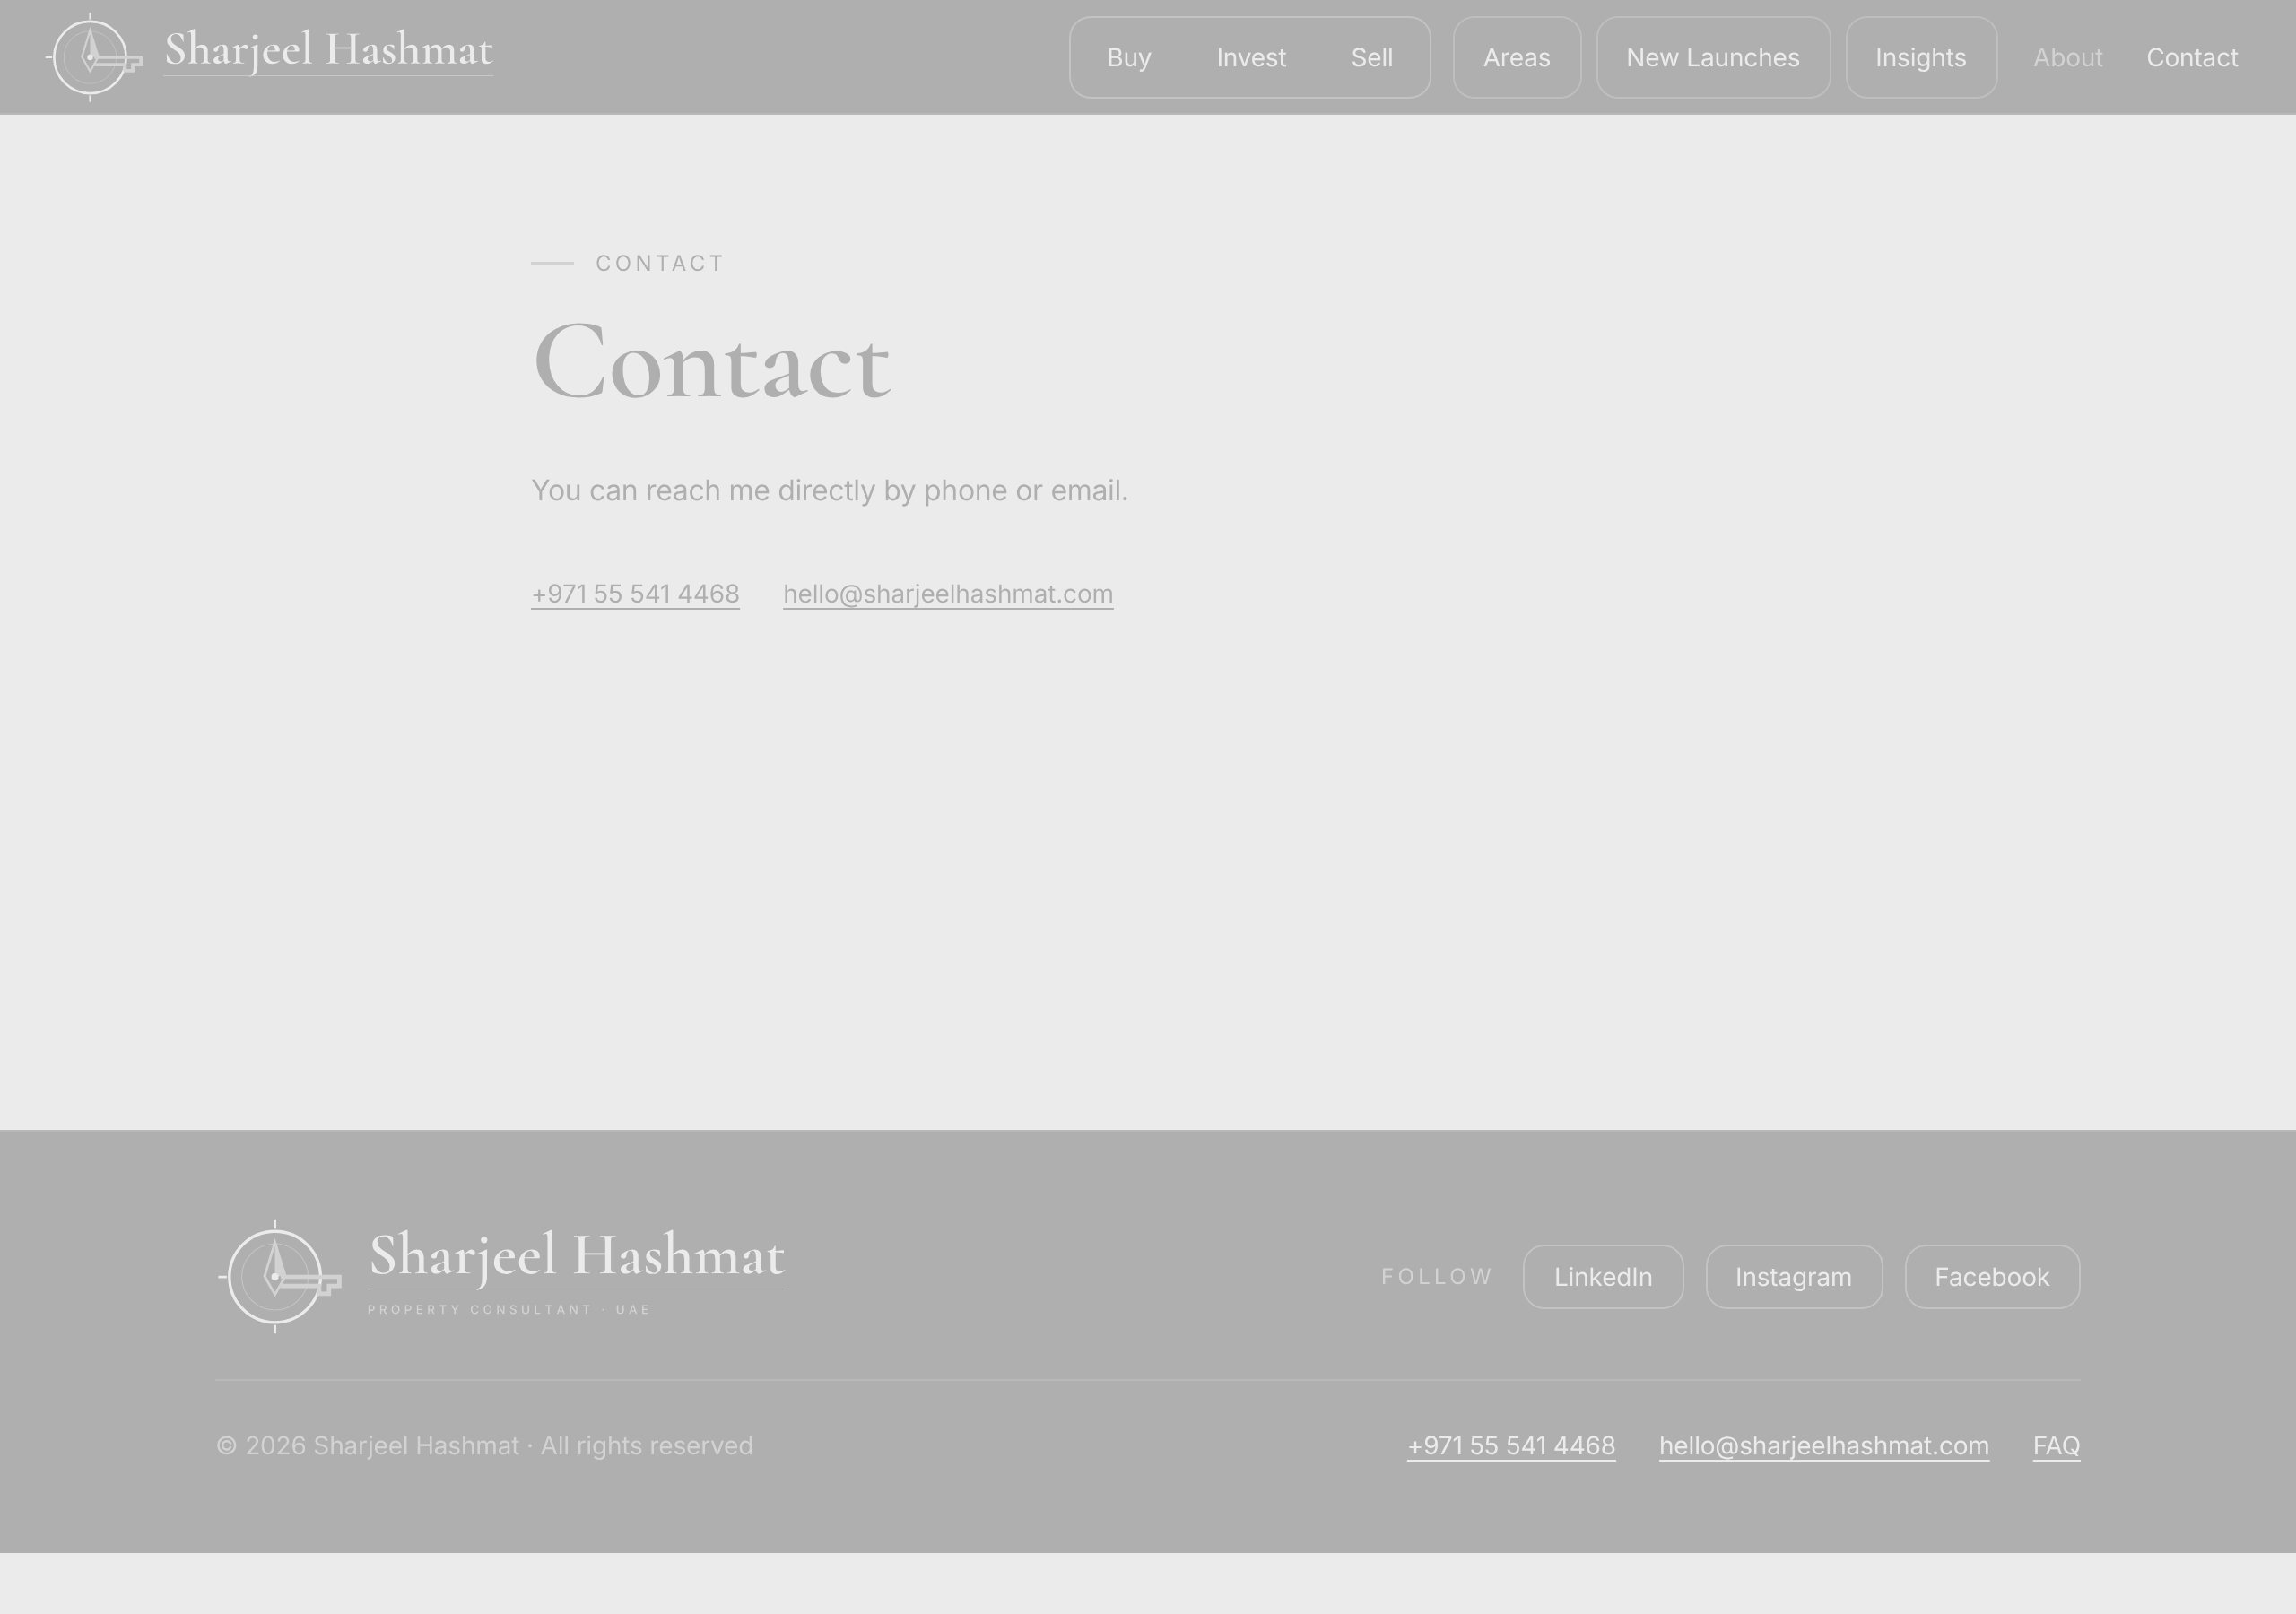 Sharjeel Hashmat
Buy Invest Sell Areas New Launches Insights About Contact
CONTACT
Contact
You can reach me directly by phone or email.
+971 55 541 4468 hello@sharjeelhashmat.com
Sharjeel Hashmat
PROPERTY CONSULTANT · UAE
FOLLOW LinkedIn Instagram Facebook
© 2026 Sharjeel Hashmat · All rights reserved
+971 55 541 4468 hello@sharjeelhashmat.com FAQ